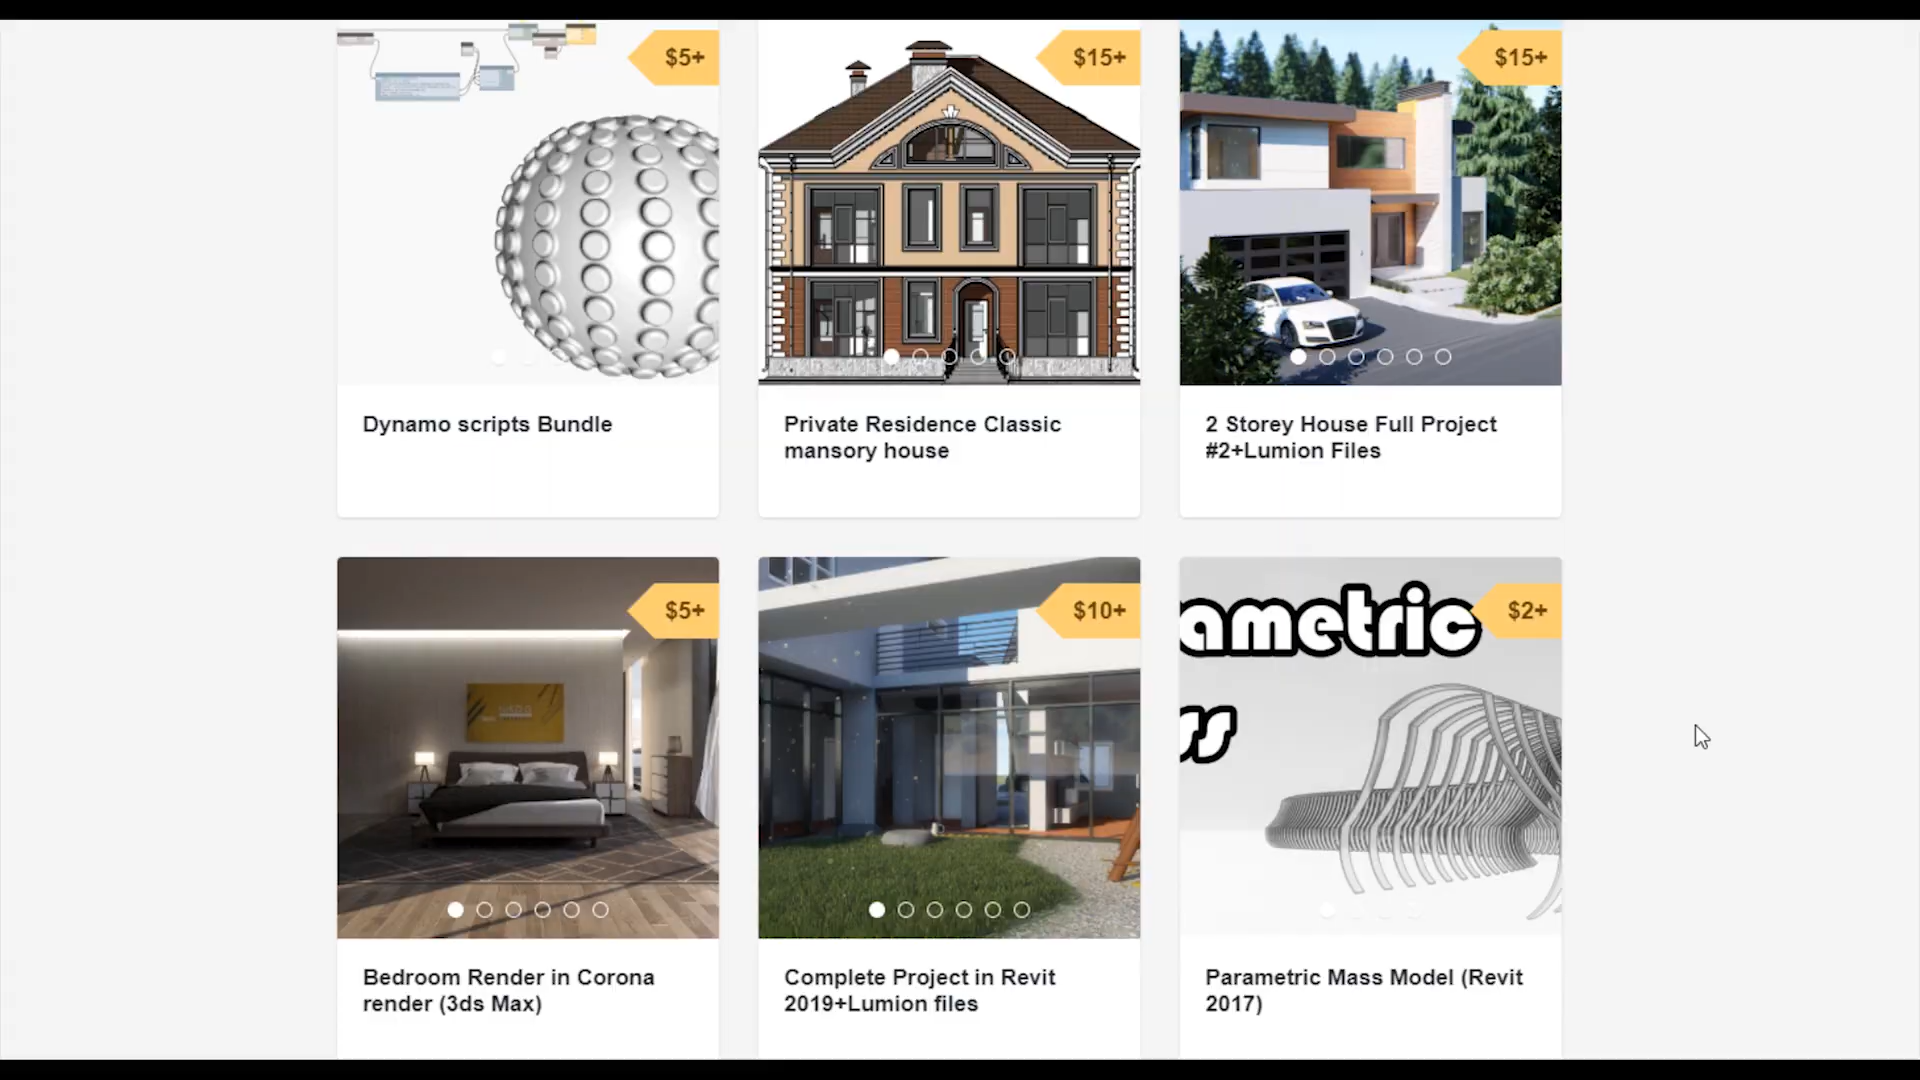 $5+
$15+
$15+
Dynamo scripts Bundle
Private Residence Classic
mansory house
2 Storey House Full Project
#2+Lumion Files
$5+
$10+
ametric
$2+
ss
Bedroom Render in Corona
render (3ds Max)
Complete Project in Revit
2019+Lumion files
Parametric Mass Model (Revit
2017)